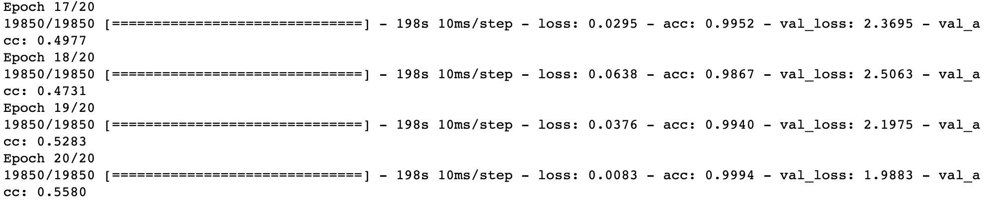 Epoch 17/20
19850/19850 [==============================] - 198s 10ms/step - loss: 0.0295 - acc: 0.9952 - val_loss: 2.3695 - val_a
cc: 0.4977
Epoch 18/20
19850/19850 [==============================] - 198s 10ms/step - loss: 0.0638 - acc: 0.9867 - val_loss: 2.5063 - val_a
cc: 0.4731
Epoch 19/20
19850/19850 [==============================] - 198s 10ms/step - loss: 0.0376 - acc: 0.9940 - val_loss: 2.1975 - val_a
cc: 0.5283
Epoch 20/20
19850/19850 [==============================] - 198s 10ms/step - loss: 0.0083 - acc: 0.9994 - val_loss: 1.9883 - val_a
cc: 0.5580